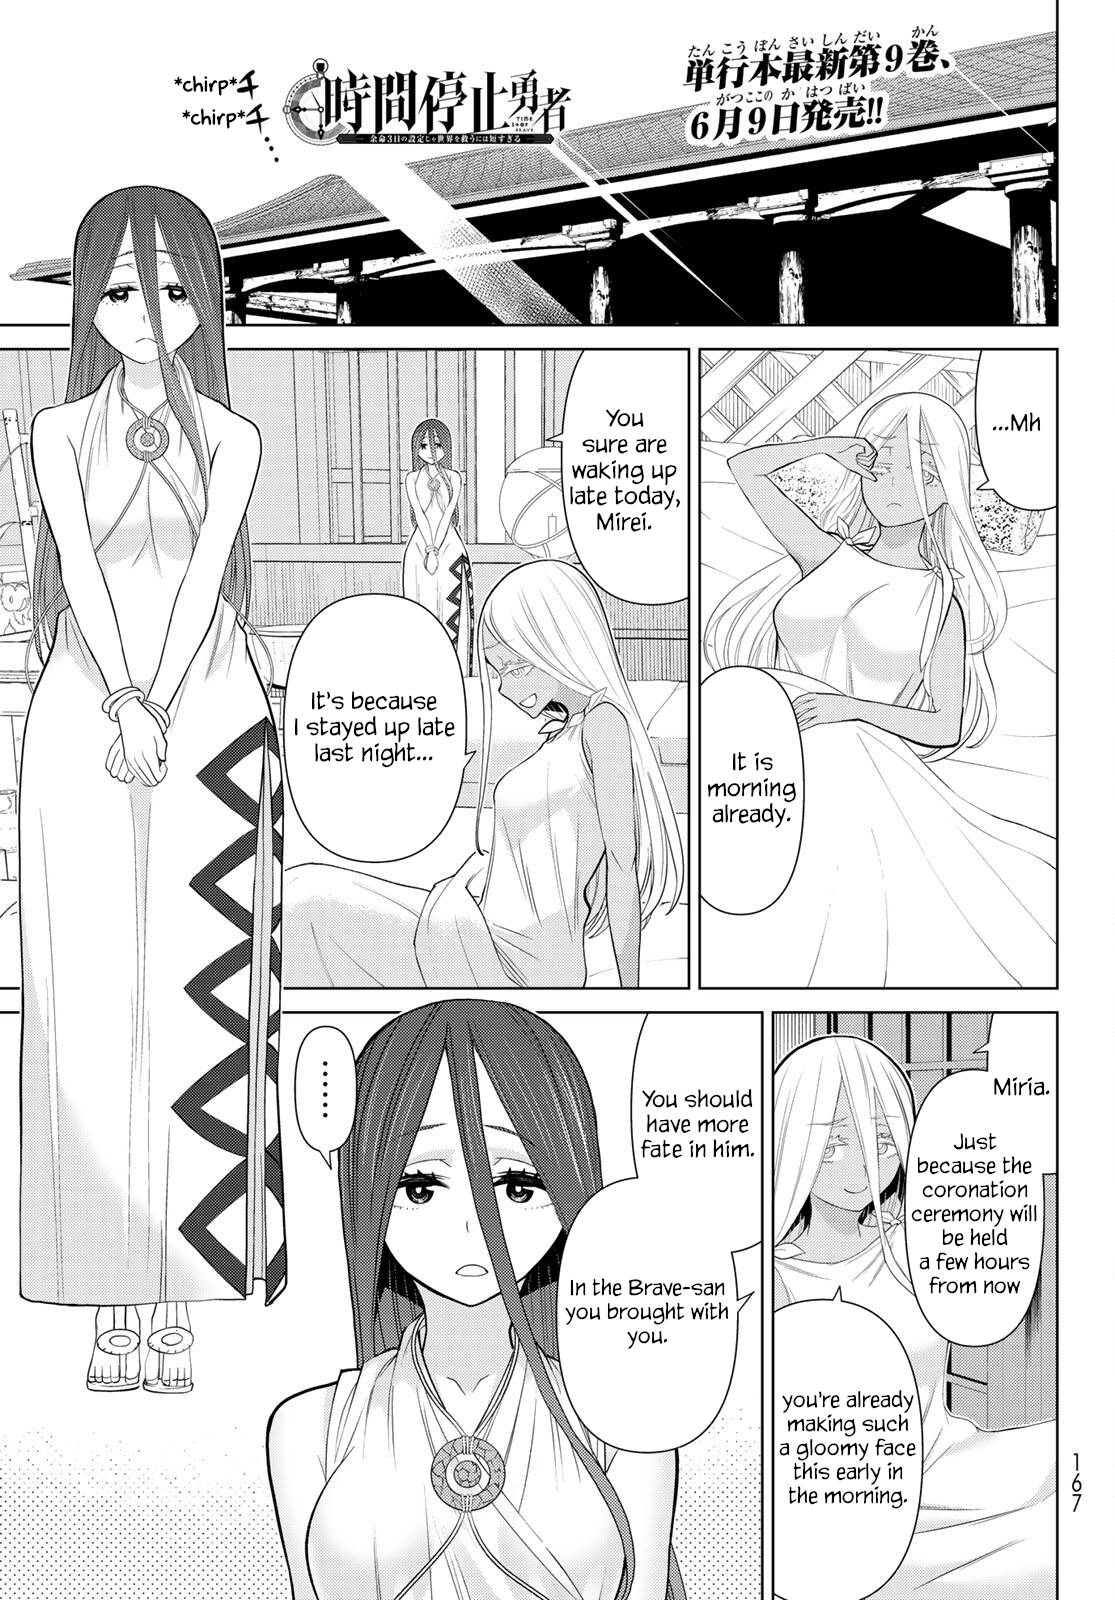 *chirp*チ
*chirp*チ…
時間停止勇者
TIME
STOP
BRAVE
余命3日の設定じゃ世界を救うには短すぎる
たんこうぼんさいしんだい かん
単行本最新第9巻、
がつここのかはつばい
6月9日発売!!
...Mh
It is
morning
already.
You
sure are
waking up
late today,
Mirei.
It's because
I stayed up late
last night...
Miria.
Just
because the
coronation
ceremony will
be held
a few hours
from now
you're already
making such
a gloomy face
this early in
the morning.
You should
have more
fate in him.
In the Brave-san
you brought with
you.
......
167